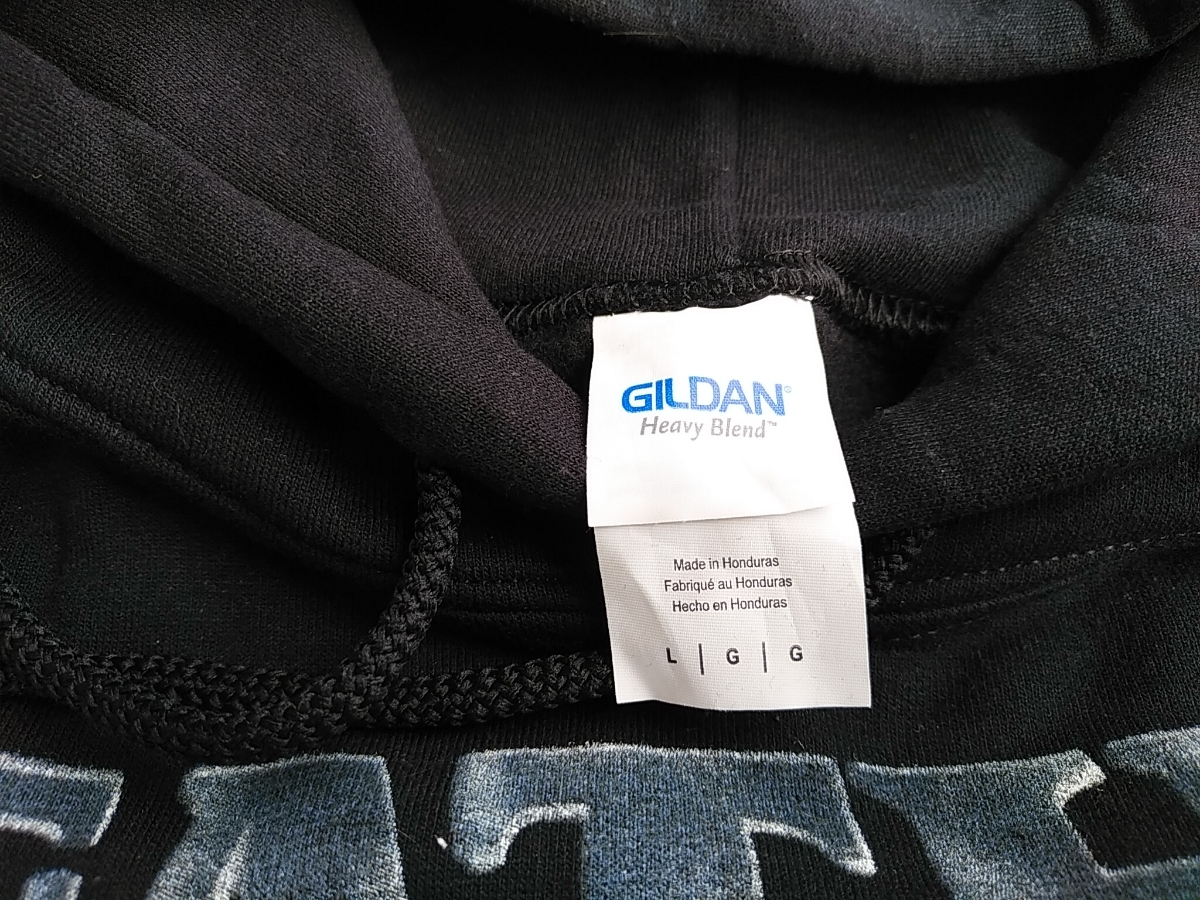 GILDAN®
Heavy Blend™
Made in Honduras
Fabriqué au Honduras
Hecho en Honduras
L | G | G